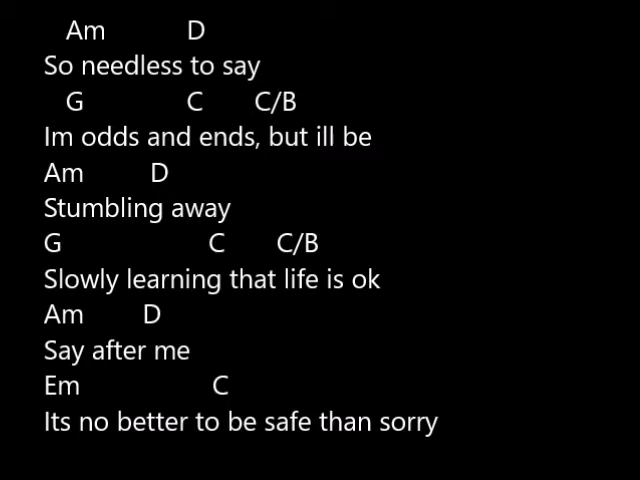 Am D
So needless to say
G C C/B
Im odds and ends, but ill be
Am D
Stumbling away
G C C/B
Slowly learning that life is ok
Am D
Say after me
Em C
Its no better to be safe than sorry